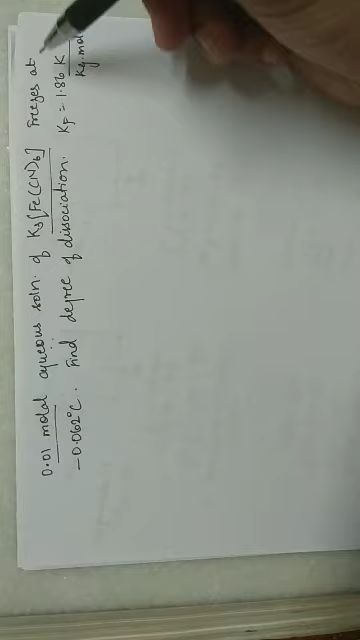 0.01 molal aqueous soln. of K3[Fe(CN)6] Freezes at
-0.062°C. Find degree of dissociation. KF = 1.86 K
Kg.mol